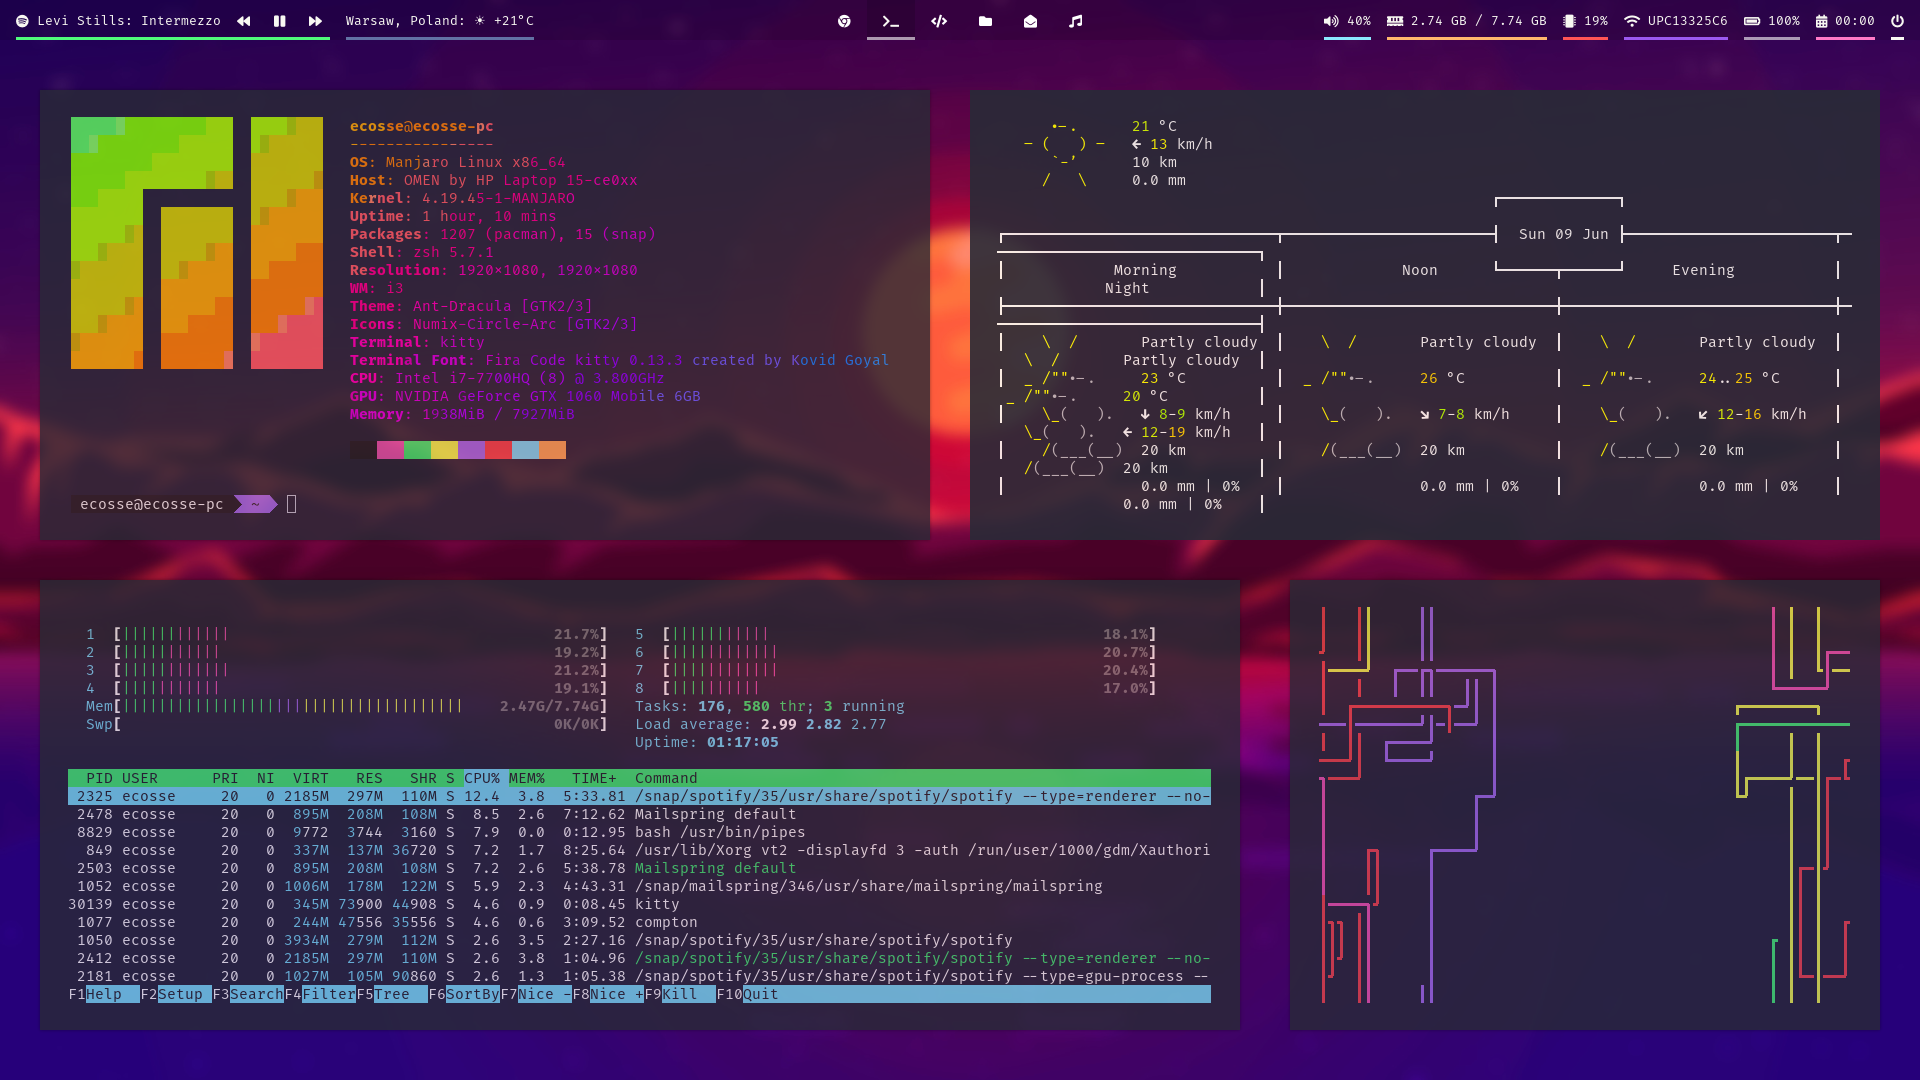 Levi Stills: Intermezzo
Warsaw, Poland: ☀ +21°C
40%
2.74 GB / 7.74 GB
19%
UPC13325C6
100%
00:00
ecosse@ecosse-pc
----------------
OS: Manjaro Linux x86_64
Host: OMEN by HP Laptop 15-ce0xx
Kernel: 4.19.45-1-MANJARO
Uptime: 1 hour, 10 mins
Packages: 1207 (pacman), 15 (snap)
Shell: zsh 5.7.1
Resolution: 1920×1080, 1920×1080
WM: i3
Theme: Ant-Dracula [GTK2/3]
Icons: Numix-Circle-Arc [GTK2/3]
Terminal: kitty
Terminal Font: Fira Code kitty 0.13.3 created by Kovid Goyal
CPU: Intel i7-7700HQ (8) @ 3.800GHz
GPU: NVIDIA GeForce GTX 1060 Mobile 6GB
Memory: 1938MiB / 7927MiB
ecosse@ecosse-pc ~
21 °C
← 13 km/h
10 km
0.0 mm
Sun 09 Jun
Morning Noon Evening
Night
Partly cloudy Partly cloudy Partly cloudy
Partly cloudy
23 °C 26 °C 24..25 °C
20 °C
↓ 8-9 km/h ↘ 7-8 km/h ↙ 12-16 km/h
← 12-19 km/h
20 km 20 km 20 km
20 km
0.0 mm | 0% 0.0 mm | 0% 0.0 mm | 0%
0.0 mm | 0%
1 [ 21.7%] 5 [ 18.1%]
2 [ 19.2%] 6 [ 20.7%]
3 [ 21.2%] 7 [ 20.4%]
4 [ 19.1%] 8 [ 17.0%]
Mem[ 2.47G/7.74G] Tasks: 176, 580 thr; 3 running
Swp[ 0K/0K] Load average: 2.99 2.82 2.77
Uptime: 01:17:05
PID USER PRI NI VIRT RES SHR S CPU% MEM% TIME+ Command
2325 ecosse 20 0 2185M 297M 110M S 12.4 3.8 5:33.81 /snap/spotify/35/usr/share/spotify/spotify --type=renderer --no-
2478 ecosse 20 0 895M 208M 108M S 8.5 2.6 7:12.62 Mailspring default
8829 ecosse 20 0 9772 3744 3160 S 7.9 0.0 0:12.95 bash /usr/bin/pipes
849 ecosse 20 0 337M 137M 36720 S 7.2 1.7 8:25.64 /usr/lib/Xorg vt2 -displayfd 3 -auth /run/user/1000/gdm/Xauthori
2503 ecosse 20 0 895M 208M 108M S 7.2 2.6 5:38.78 Mailspring default
1052 ecosse 20 0 1006M 178M 122M S 5.9 2.3 4:43.31 /snap/mailspring/346/usr/share/mailspring/mailspring
30139 ecosse 20 0 345M 73900 44908 S 4.6 0.9 0:08.45 kitty
1077 ecosse 20 0 244M 47556 35556 S 4.6 0.6 3:09.52 compton
1050 ecosse 20 0 3934M 279M 112M S 2.6 3.5 2:27.16 /snap/spotify/35/usr/share/spotify/spotify
2412 ecosse 20 0 2185M 297M 110M S 2.6 3.8 1:04.96 /snap/spotify/35/usr/share/spotify/spotify --type=renderer --no-
2181 ecosse 20 0 1027M 105M 90860 S 2.6 1.3 1:05.38 /snap/spotify/35/usr/share/spotify/spotify --type=gpu-process --
F1Help F2Setup F3SearchF4FilterF5Tree F6SortByF7Nice -F8Nice +F9Kill F10Quit